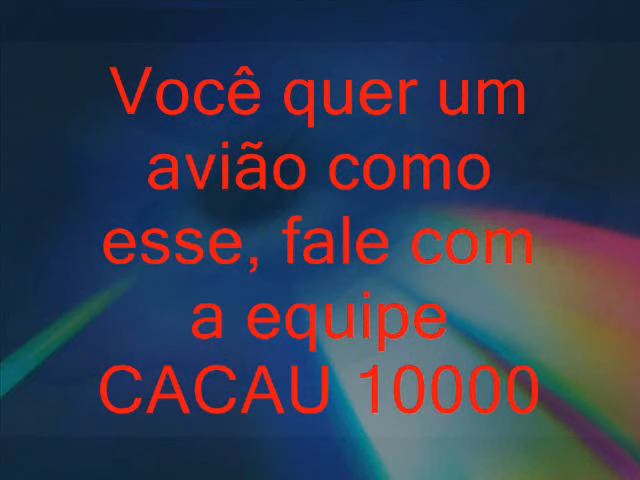 Você quer um
avião como
esse, fale com
a equipe
CACAU 10000